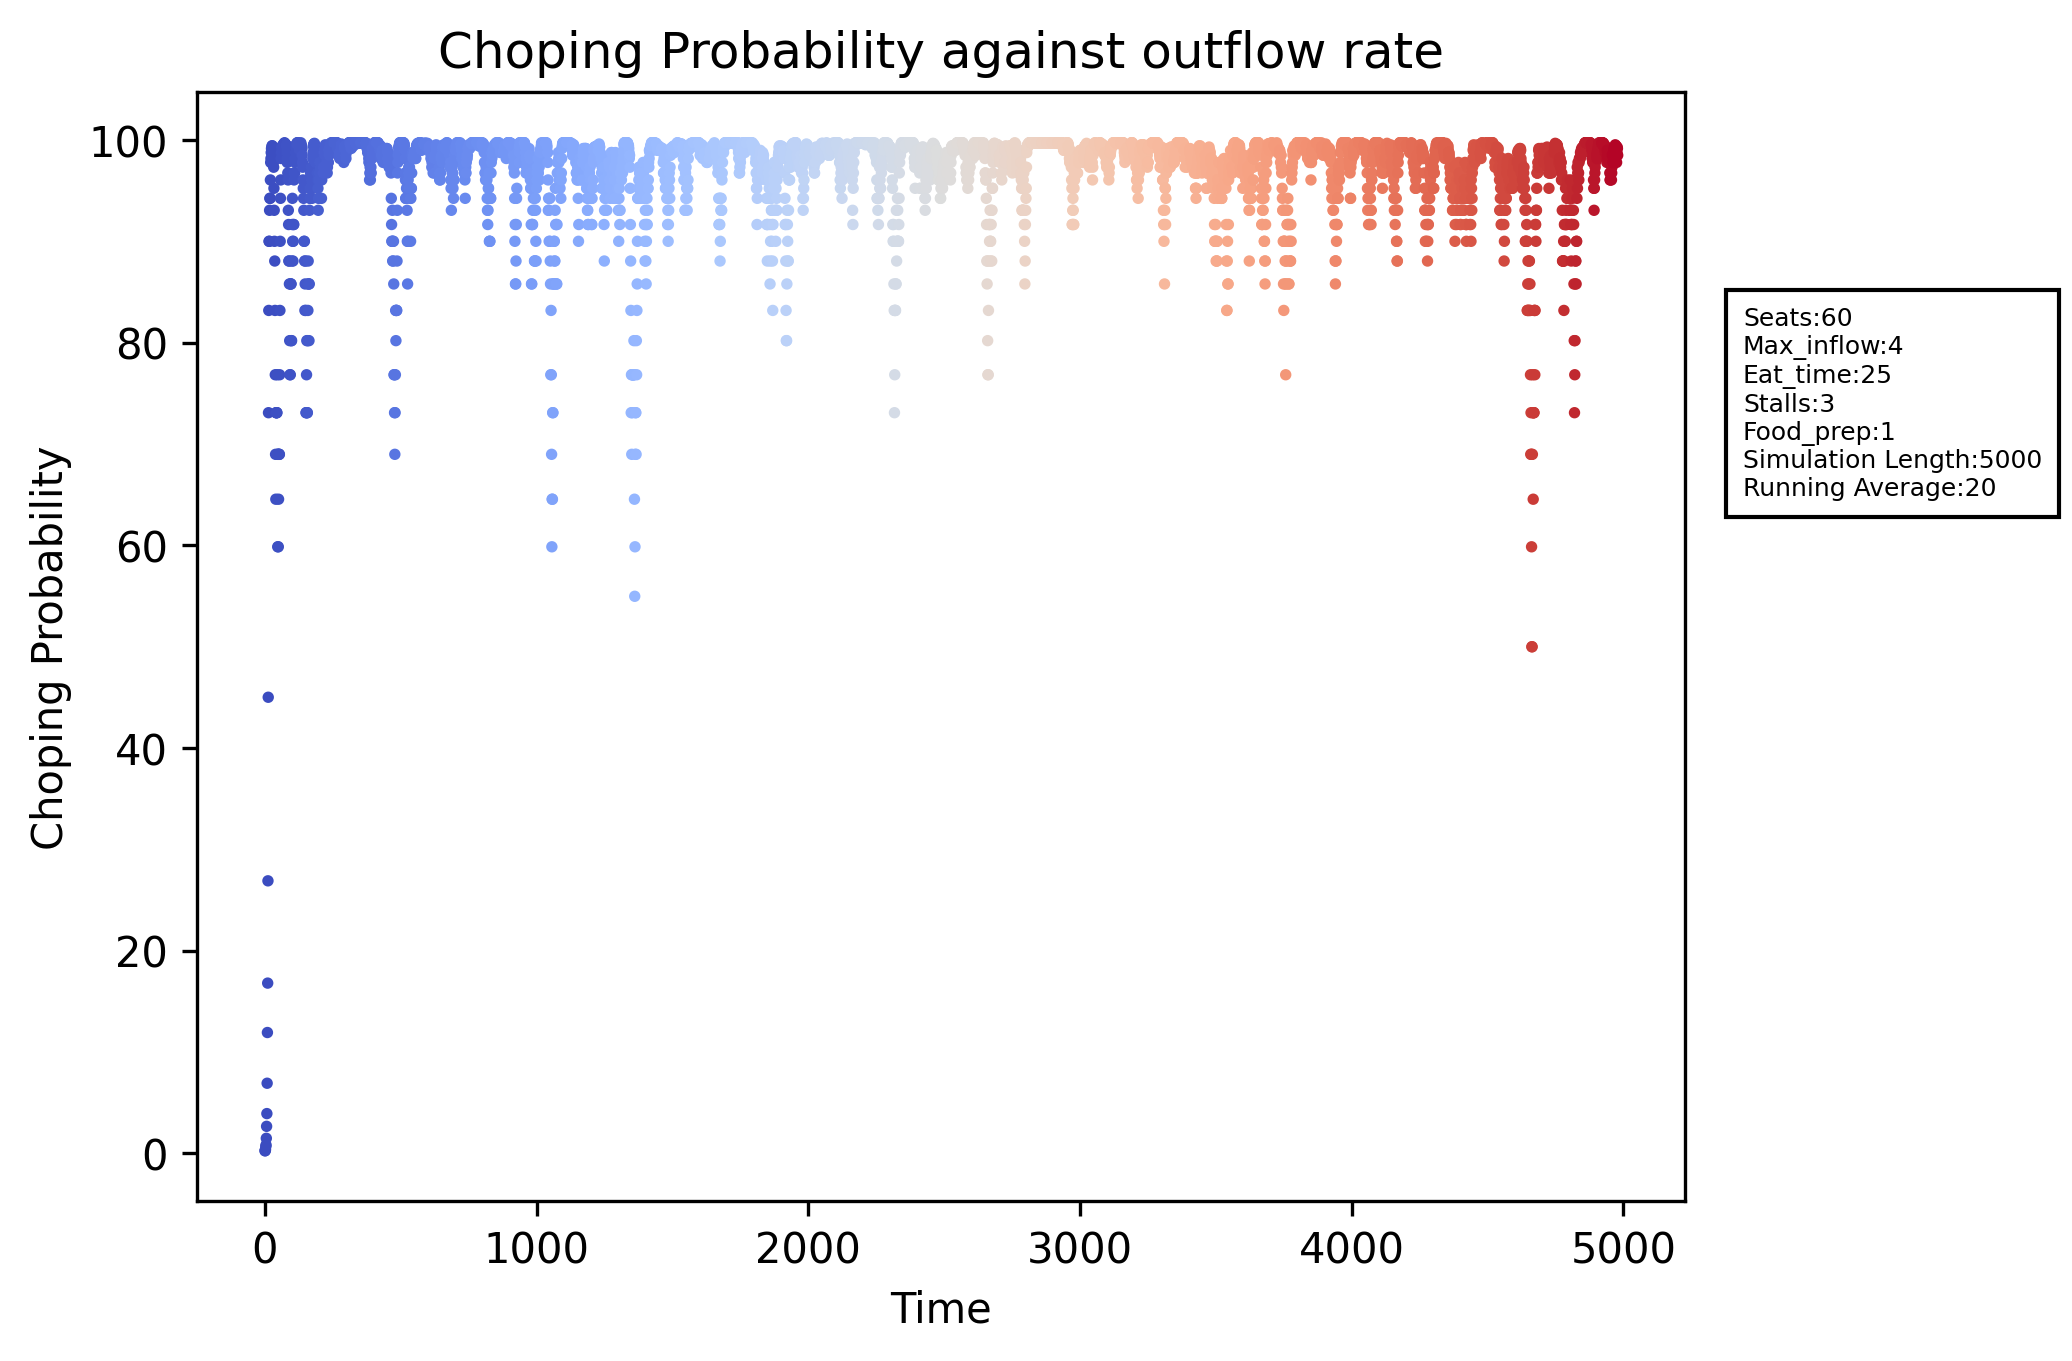 Choping Probability against outflow rate
Choping Probability
100
80
60
40
20
0
0 1000 2000 3000 4000 5000
Time
Seats:60
Max_inflow:4
Eat_time:25
Stalls:3
Food_prep:1
Simulation Length:5000
Running Average:20